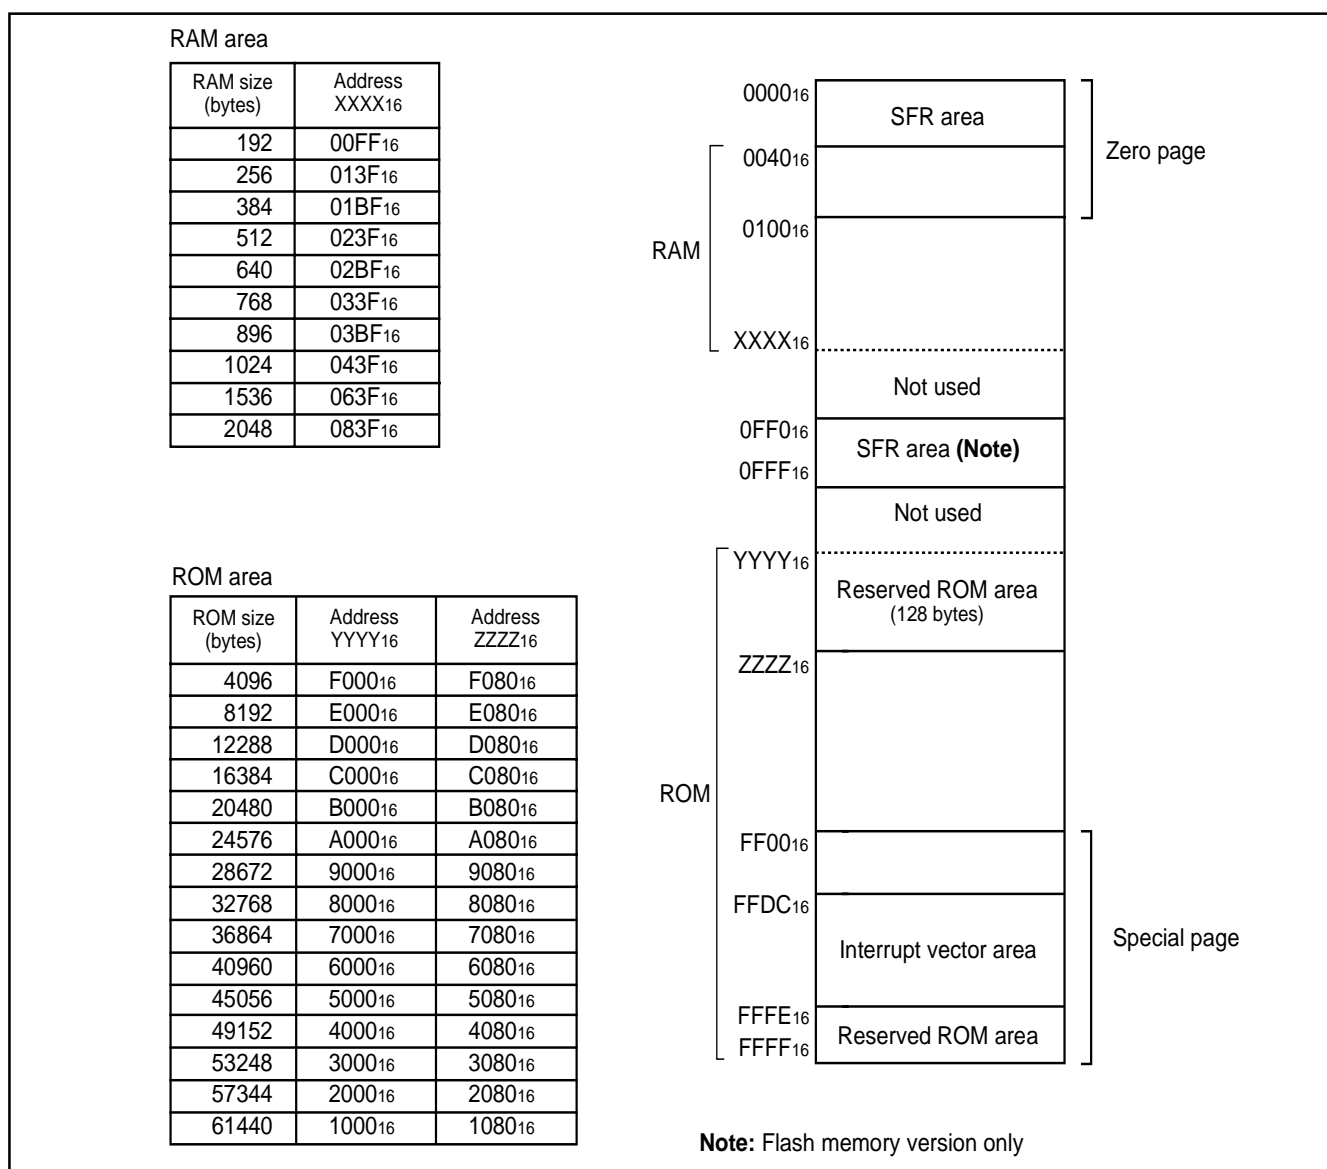 RAM area
RAM size (bytes) Address XXXX16
192 00FF16
256 013F16
384 01BF16
512 023F16
640 02BF16
768 033F16
896 03BF16
1024 043F16
1536 063F16
2048 083F16
ROM area
ROM size (bytes) Address YYYY16 Address ZZZZ16
4096 F00016 F08016
8192 E00016 E08016
12288 D00016 D08016
16384 C00016 C08016
20480 B00016 B08016
24576 A00016 A08016
28672 900016 908016
32768 800016 808016
36864 700016 708016
40960 600016 608016
45056 500016 508016
49152 400016 408016
53248 300016 308016
57344 200016 208016
61440 100016 108016
000016
SFR area
Zero page
004016
010016
RAM
XXXX16
Not used
0FF016
SFR area (Note)
0FFF16
Not used
YYYY16
Reserved ROM area
(128 bytes)
ZZZZ16
ROM
FF0016
FFDC16
Interrupt vector area
Special page
FFFE16
Reserved ROM area
FFFF16
Note: Flash memory version only